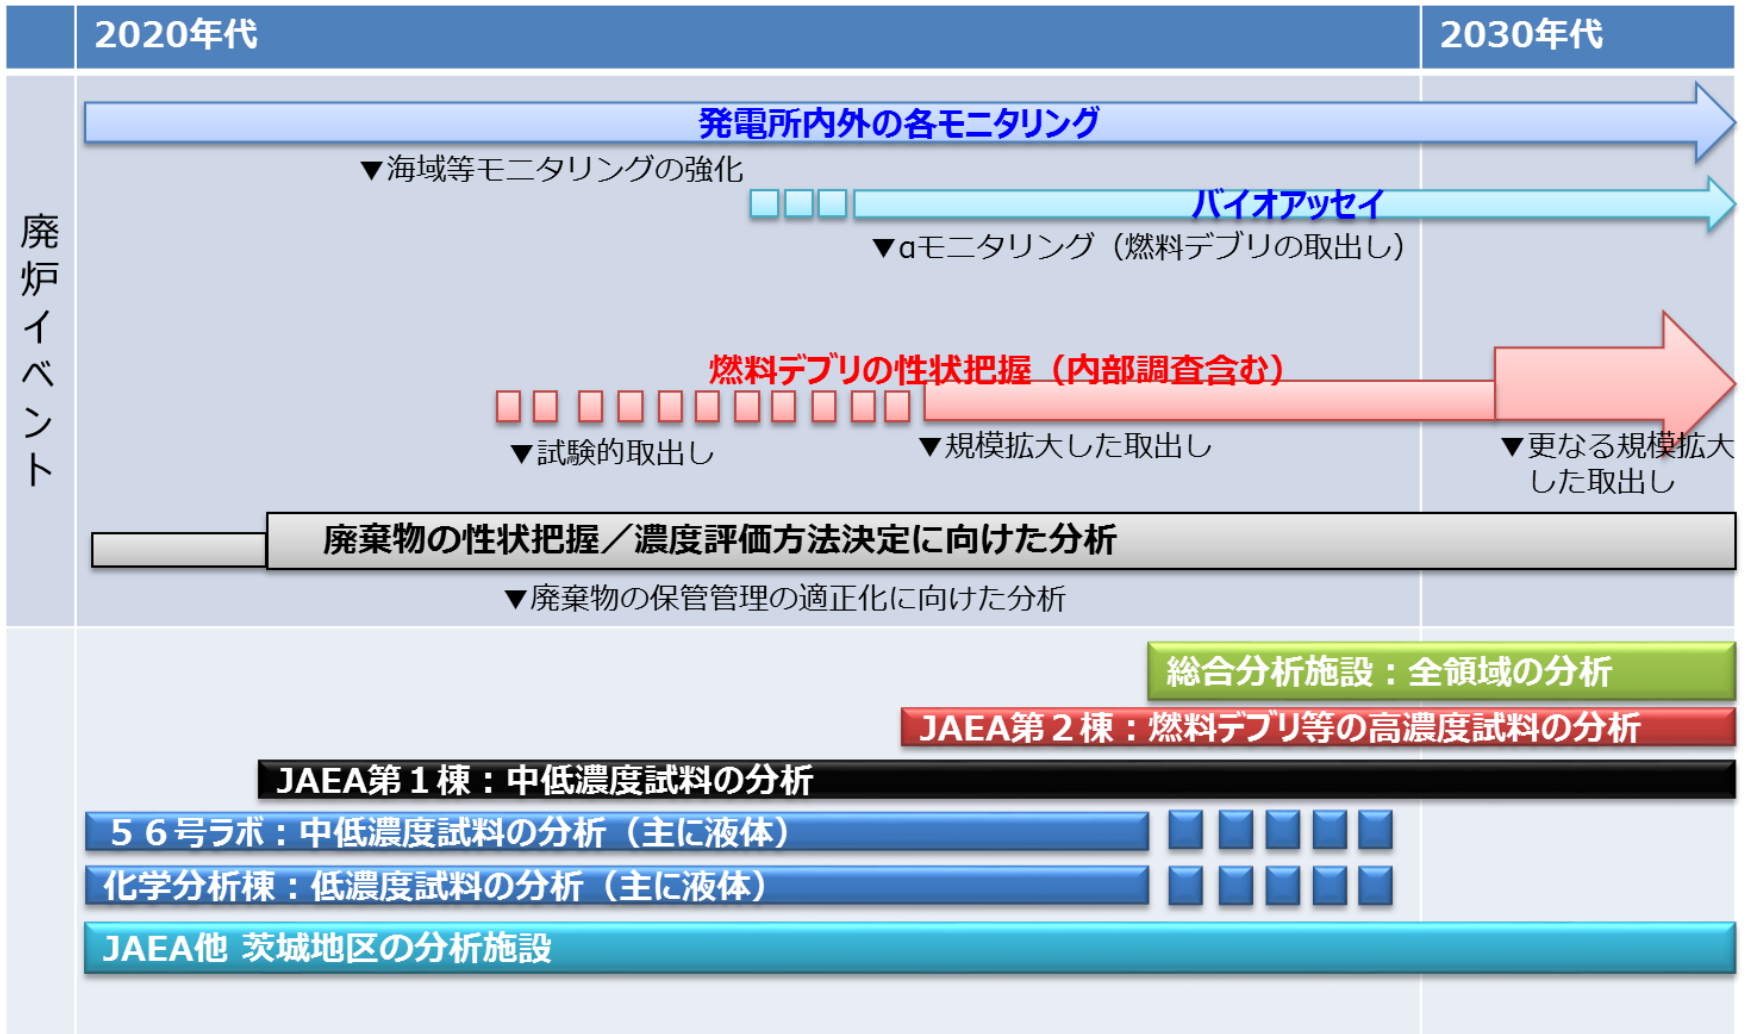 2020年代
2030年代
廃炉イベント
発電所内外の各モニタリング
▼海域等モニタリングの強化
バイオアッセイ
▼αモニタリング（燃料デブリの取出し）
燃料デブリの性状把握（内部調査含む）
▼試験的取出し
▼規模拡大した取出し
▼更なる規模拡大
した取出し
廃棄物の性状把握／濃度評価方法決定に向けた分析
▼廃棄物の保管管理の適正化に向けた分析
総合分析施設：全領域の分析
JAEA第２棟：燃料デブリ等の高濃度試料の分析
JAEA第１棟：中低濃度試料の分析
５６号ラボ：中低濃度試料の分析（主に液体）
化学分析棟：低濃度試料の分析（主に液体）
JAEA他 茨城地区の分析施設